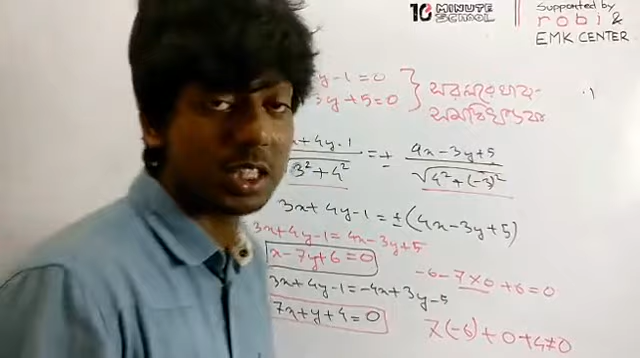 10 MINUTE SCHOOL
Supported by
robi &
EMK CENTER
y-1=0
3y+5=0
সরলরেখার
x+4y-1 / 3²+4² = ± 4x-3y+5 / √4²+(-3)²
3x+4y-1 = ± (4x-3y+5)
3x+4y-1 = 4x-3y+5
x-7y+6=0
-6-7×0+6=0
3x+4y-1 = -4x+3y-5
7x+y+4=0
7(-6)+0+4≠0